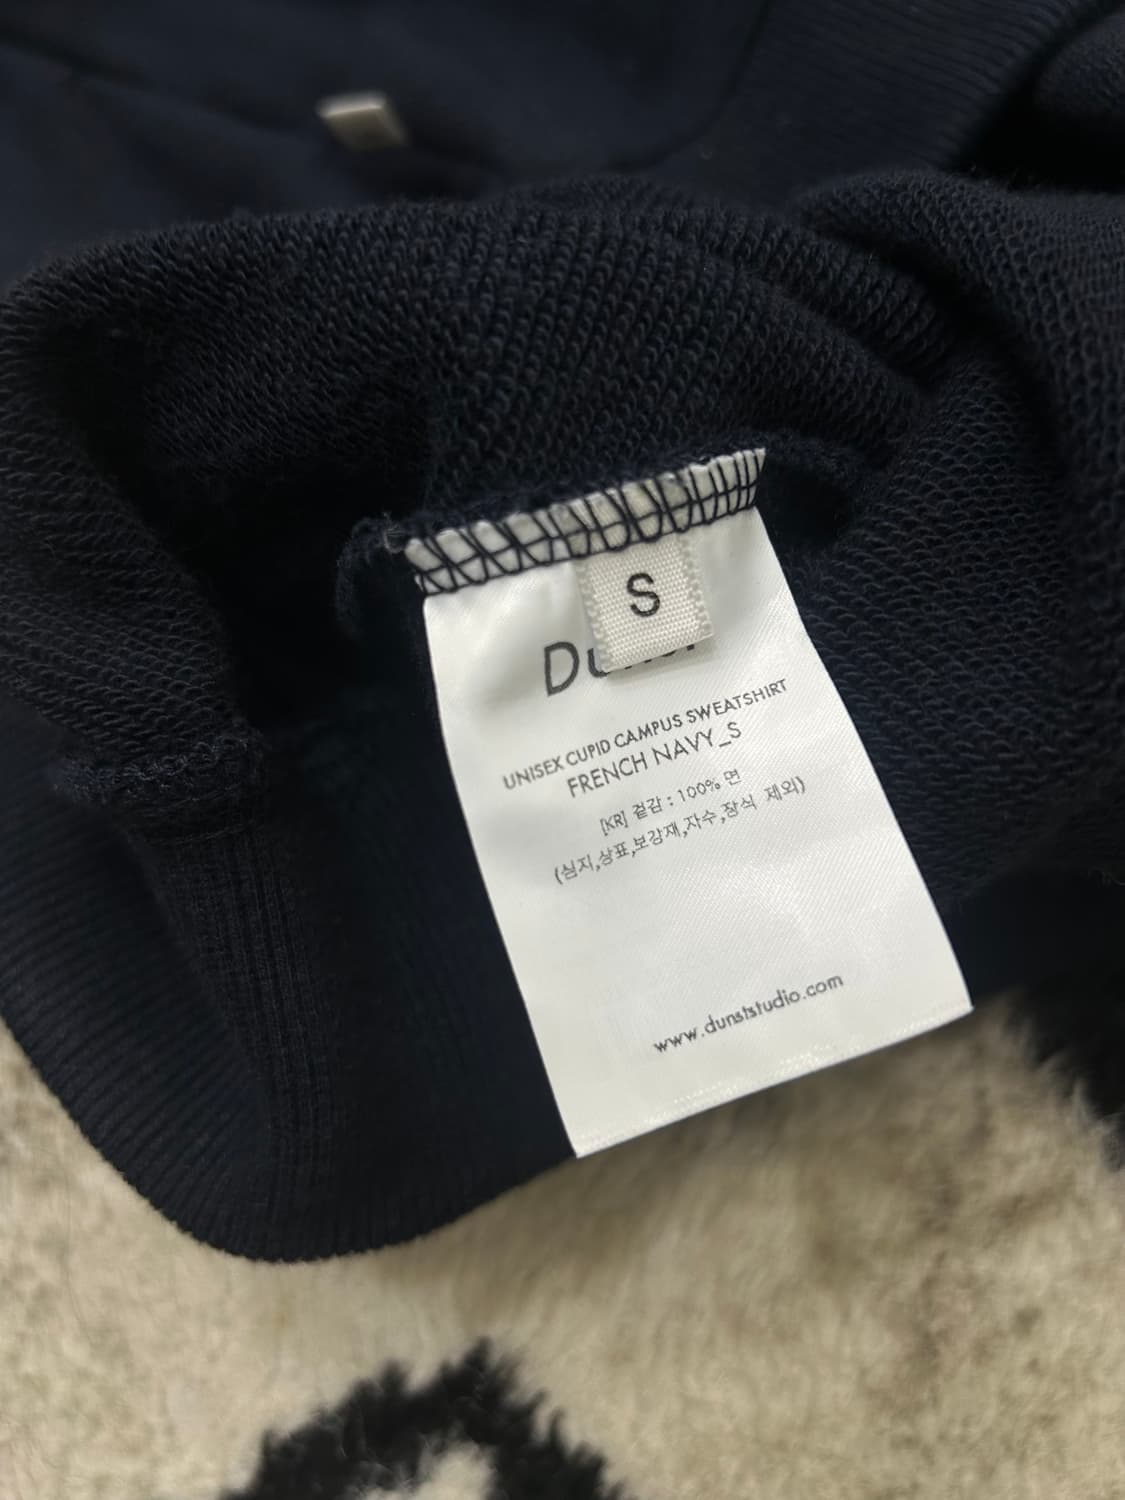 S
UNISEX CUPID CAMPUS SWEATSHIRT
FRENCH NAVY_S
[KR] 겉감 : 100% 면
(심지,상표,보강재,자수,장식 제외)
www.dunststudio.com